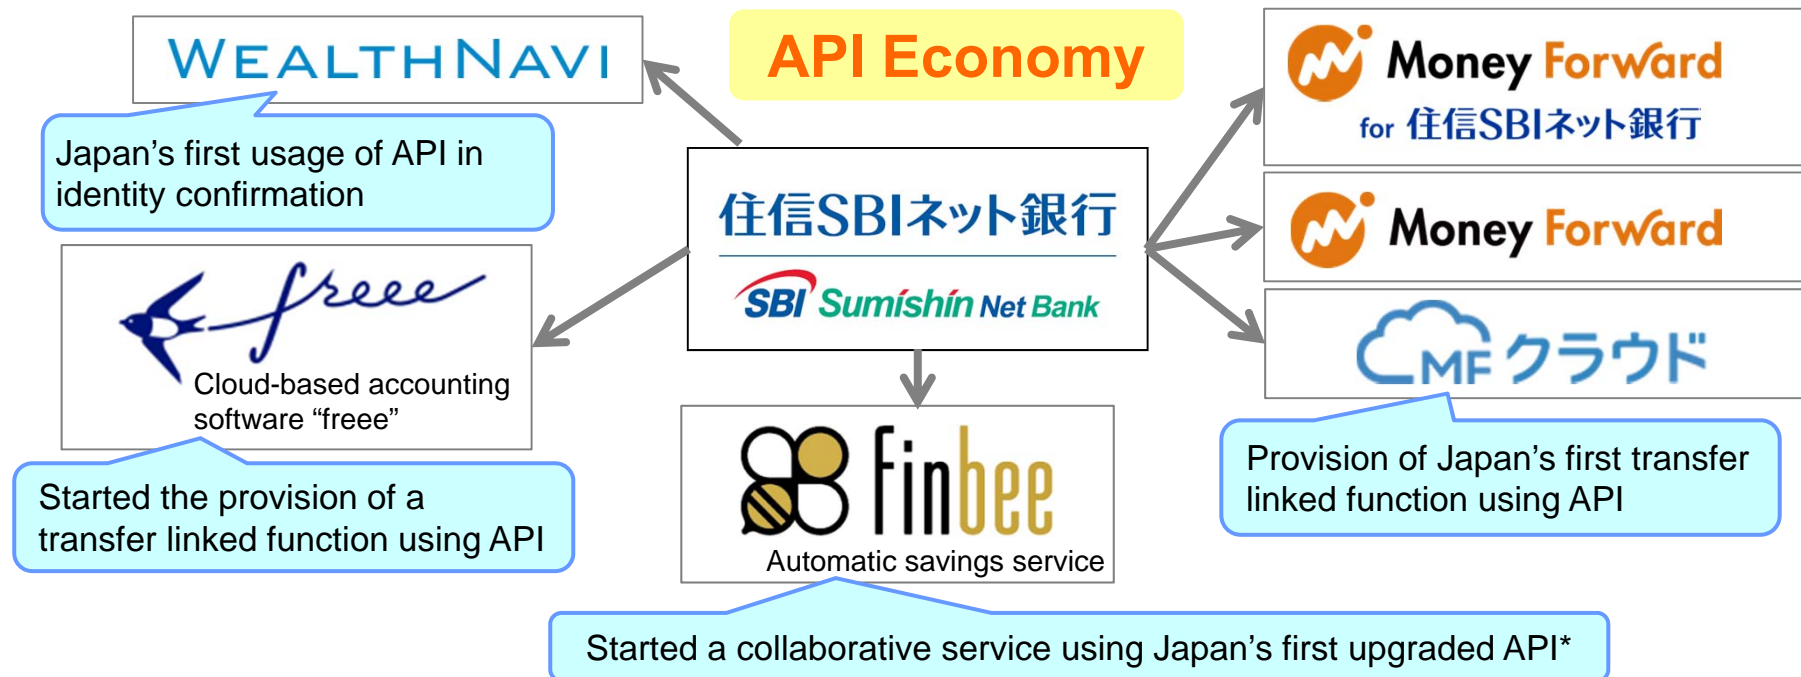 WEALTHNAVI
API Economy
Money Forward
for 住信SBIネット銀行
Japan’s first usage of API in
identity confirmation
住信SBIネット銀行
SBI Sumishin Net Bank
Money Forward
freee
Cloud-based accounting
software “freee”
MFクラウド
finbee
Automatic savings service
Provision of Japan’s first transfer
linked function using API
Started the provision of a
transfer linked function using API
Started a collaborative service using Japan’s first upgraded API*